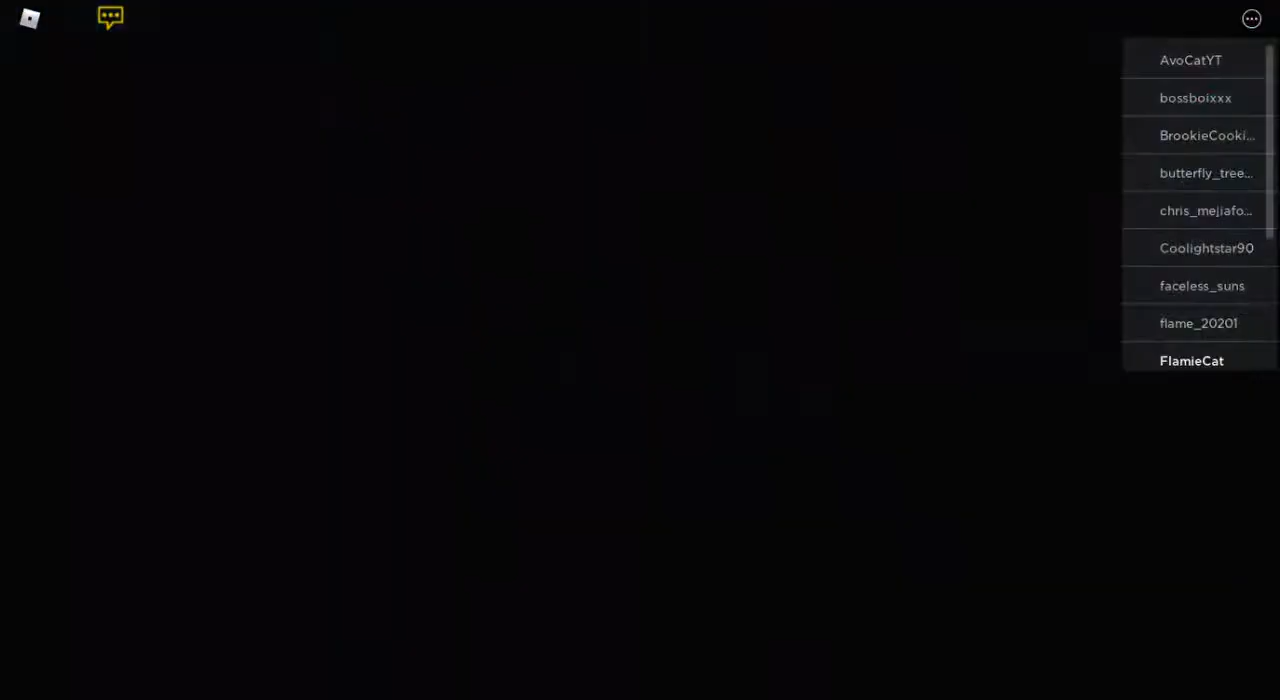 AvoCatYT
bossboixxx
BrookieCooki...
butterfly_tree...
chris_mejiafo...
Coolightstar90
faceless_suns
flame_20201
FlamieCat